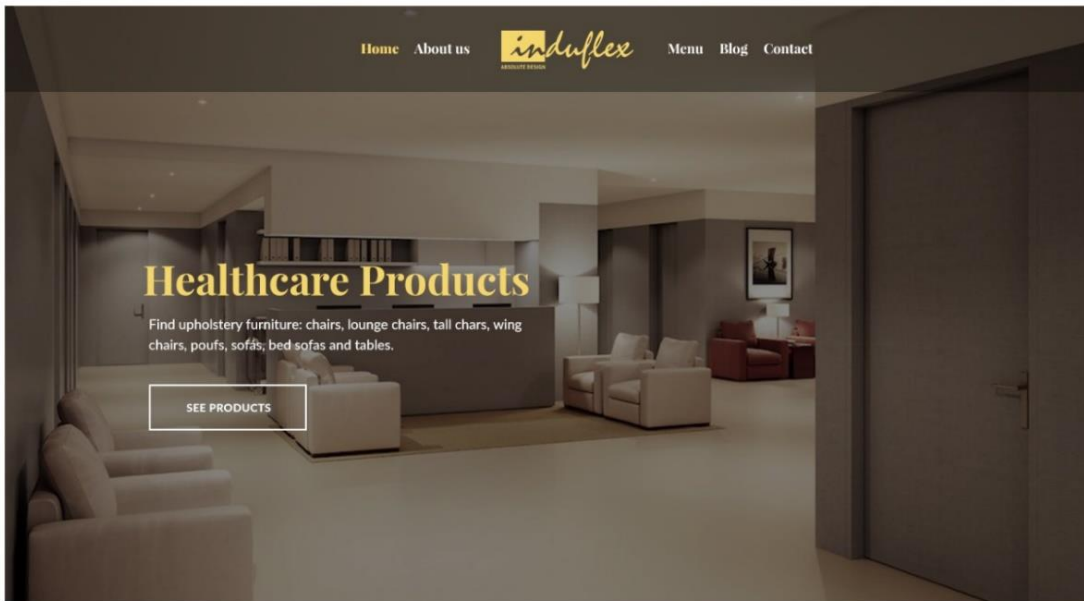 Home About us induflex Menu Blog Contact
ABSOLUTE DESIGN
Healthcare Products
Find upholstery furniture: chairs, lounge chairs, tall chars, wing
chairs, poufs, sofas, bed sofas and tables.
SEE PRODUCTS